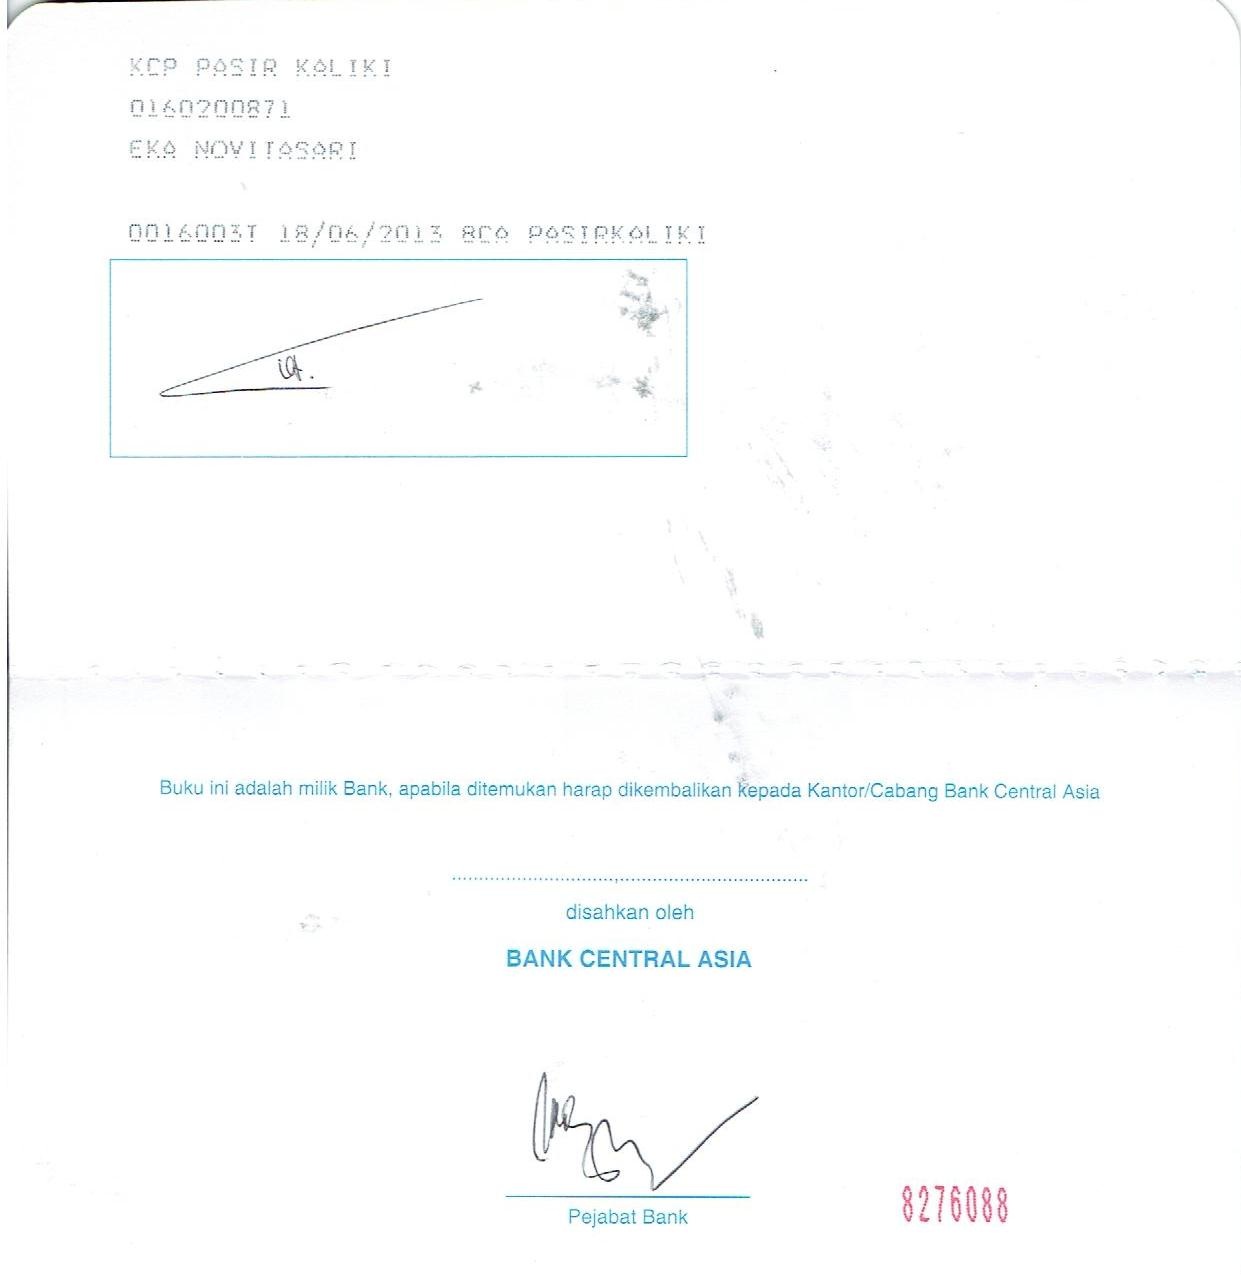 KCP PASIR KALIKI
0160200871
EKA NOVITASARI
0016003T 18/06/2013 BCA PASIRKALIKI
Buku ini adalah milik Bank, apabila ditemukan harap dikembalikan kepada Kantor/Cabang Bank Central Asia
disahkan oleh
BANK CENTRAL ASIA
Pejabat Bank
8276088